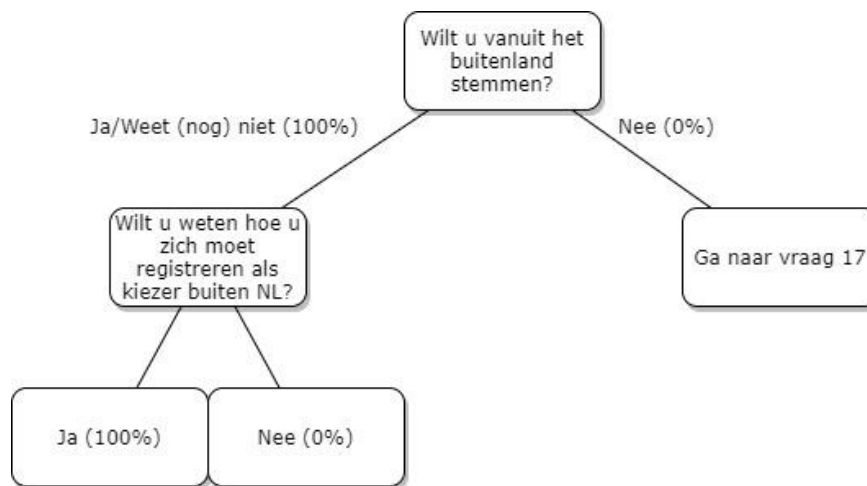 Wilt u vanuit het
buitenland
stemmen?
Ja/Weet (nog) niet (100%)
Nee (0%)
Wilt u weten hoe u
zich moet
registreren als
kiezer buiten NL?
Ga naar vraag 17
Ja (100%)
Nee (0%)